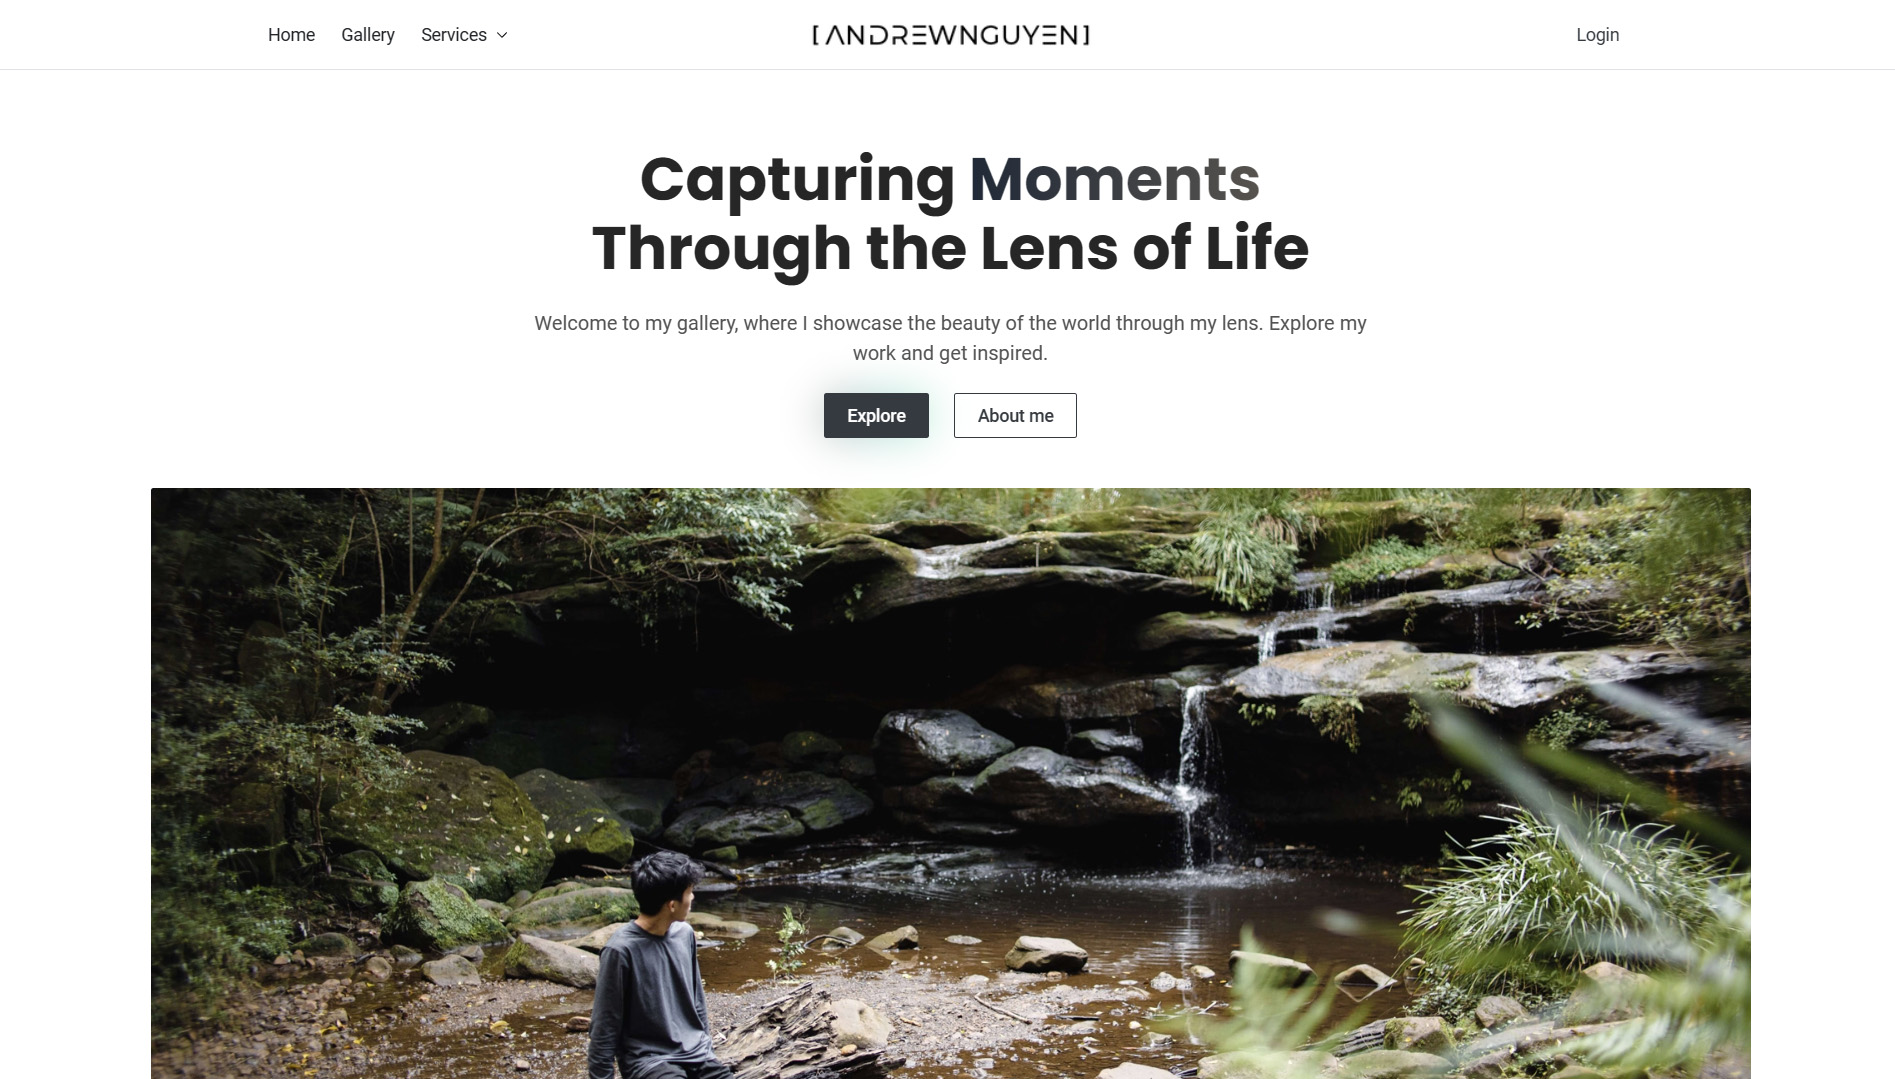 Home Gallery Services [ANDREWNGUYEN] Login
Capturing Moments
Through the Lens of Life
Welcome to my gallery, where I showcase the beauty of the world through my lens. Explore my
work and get inspired.
Explore About me